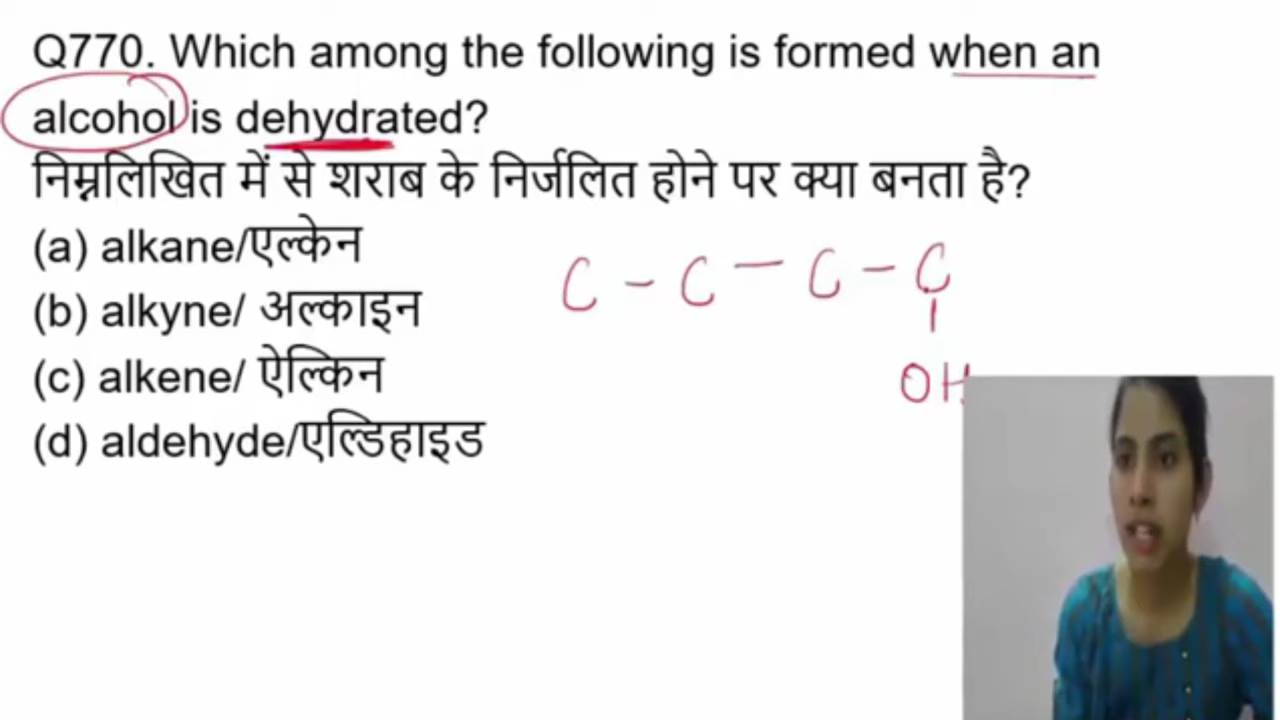 Q770. Which among the following is formed when an
alcohol is dehydrated?
निम्नलिखित में से शराब के निर्जलित होने पर क्या बनता है?
(a) alkane/एल्केन
(b) alkyne/ अल्काइन
(c) alkene/ ऐल्किन
(d) aldehyde/एल्डिहाइड
C - C - C - C
OH